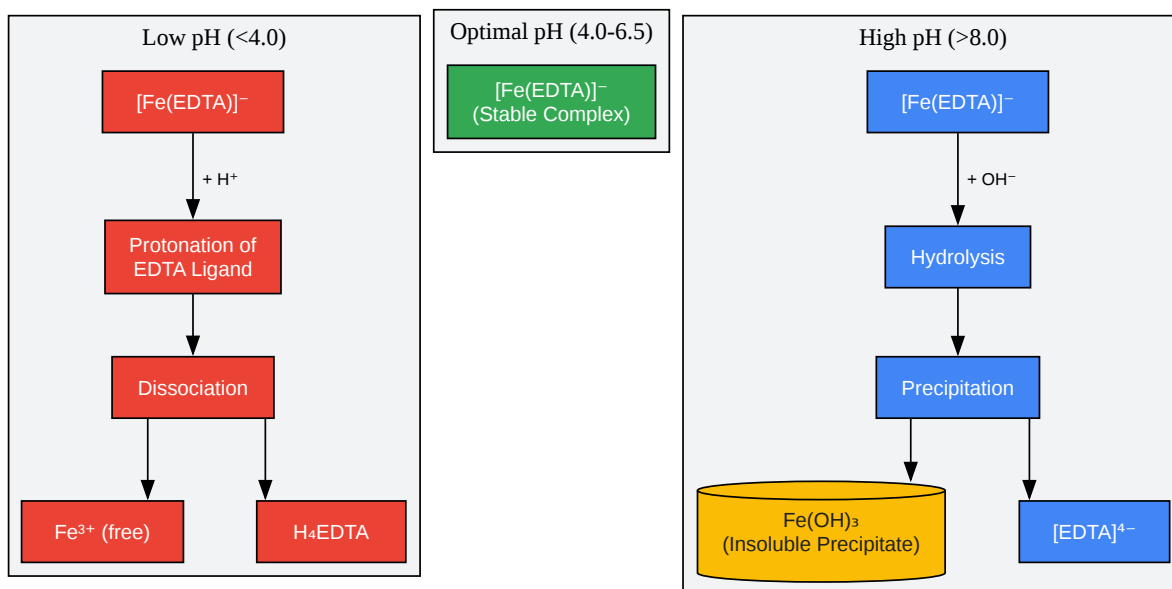 Low pH (<4.0)
[Fe(EDTA)]⁻
+ H⁺
Protonation of
EDTA Ligand
Dissociation
Fe³⁺ (free)
H₄EDTA
Optimal pH (4.0-6.5)
[Fe(EDTA)]⁻
(Stable Complex)
High pH (>8.0)
[Fe(EDTA)]⁻
+ OH⁻
Hydrolysis
Precipitation
Fe(OH)₃
(Insoluble Precipitate)
[EDTA]⁴⁻